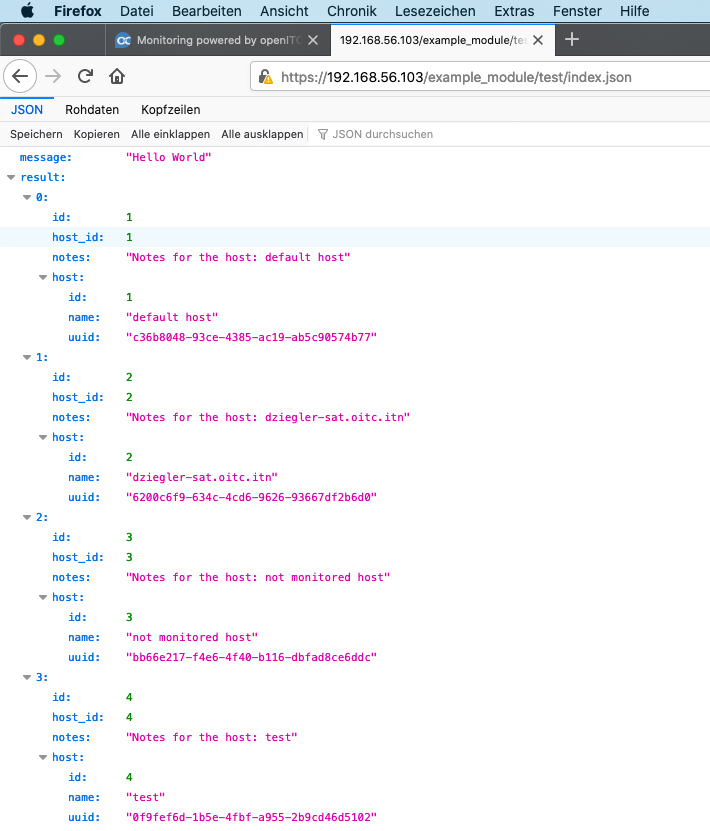 Firefox Datei Bearbeiten Ansicht Chronik Lesezeichen Extras Fenster Hilfe
Monitoring powered by openITC
192.168.56.103/example_module/tes
https://192.168.56.103/example_module/test/index.json
JSON Rohdaten Kopfzeilen
Speichern Kopieren Alle einklappen Alle ausklappen JSON durchsuchen
message: "Hello World"
result:
0:
id: 1
host_id: 1
notes: "Notes for the host: default host"
host:
id: 1
name: "default host"
uuid: "c36b8048-93ce-4385-ac19-ab5c90574b77"
1:
id: 2
host_id: 2
notes: "Notes for the host: dziegler-sat.oitc.itn"
host:
id: 2
name: "dziegler-sat.oitc.itn"
uuid: "6200c6f9-634c-4cd6-9626-93667df2b6d0"
2:
id: 3
host_id: 3
notes: "Notes for the host: not monitored host"
host:
id: 3
name: "not monitored host"
uuid: "bb66e217-f4e6-4f40-b116-dbfad8ce6ddc"
3:
id: 4
host_id: 4
notes: "Notes for the host: test"
host:
id: 4
name: "test"
uuid: "0f9fef6d-1b5e-4fbf-a955-2b9cd46d5102"